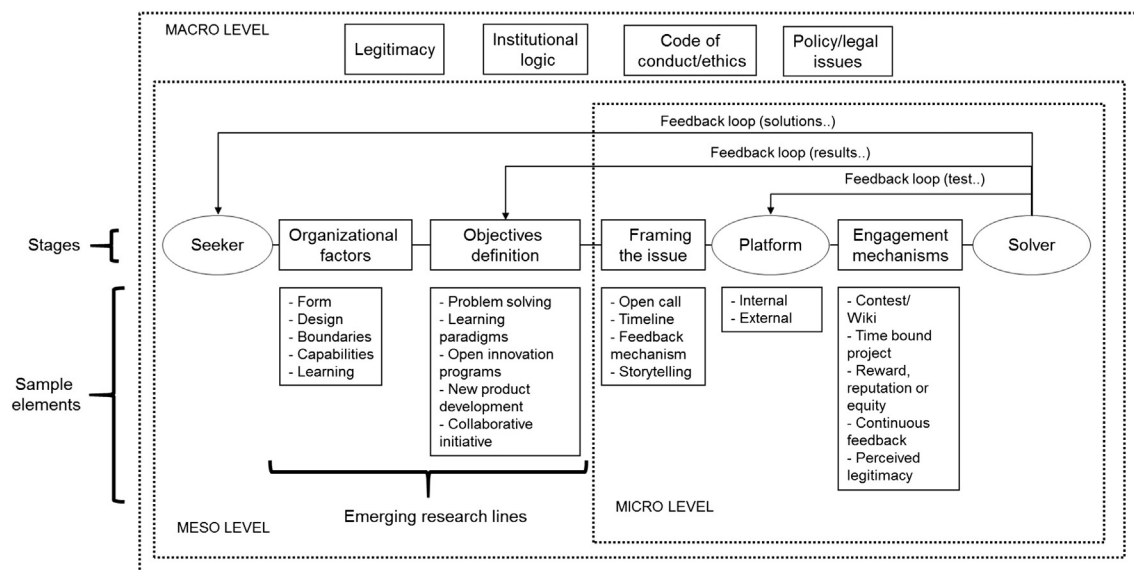 MACRO LEVEL
Legitimacy
Institutional
logic
Code of
conduct/ethics
Policy/legal
issues
Feedback loop (solutions..)
Feedback loop (results..)
Feedback loop (test..)
Stages
Seeker
Organizational
factors
Objectives
definition
Framing
the issue
Platform
Engagement
mechanisms
Solver
Sample
elements
- Form
- Design
- Boundaries
- Capabilities
- Learning
- Problem solving
- Learning
paradigms
- Open innovation
programs
- New product
development
- Collaborative
initiative
- Open call
- Timeline
- Feedback
mechanism
- Storytelling
- Internal
- External
- Contest/
Wiki
- Time bound
project
- Reward,
reputation or
equity
- Continuous
feedback
- Perceived
legitimacy
Emerging research lines
MESO LEVEL
MICRO LEVEL